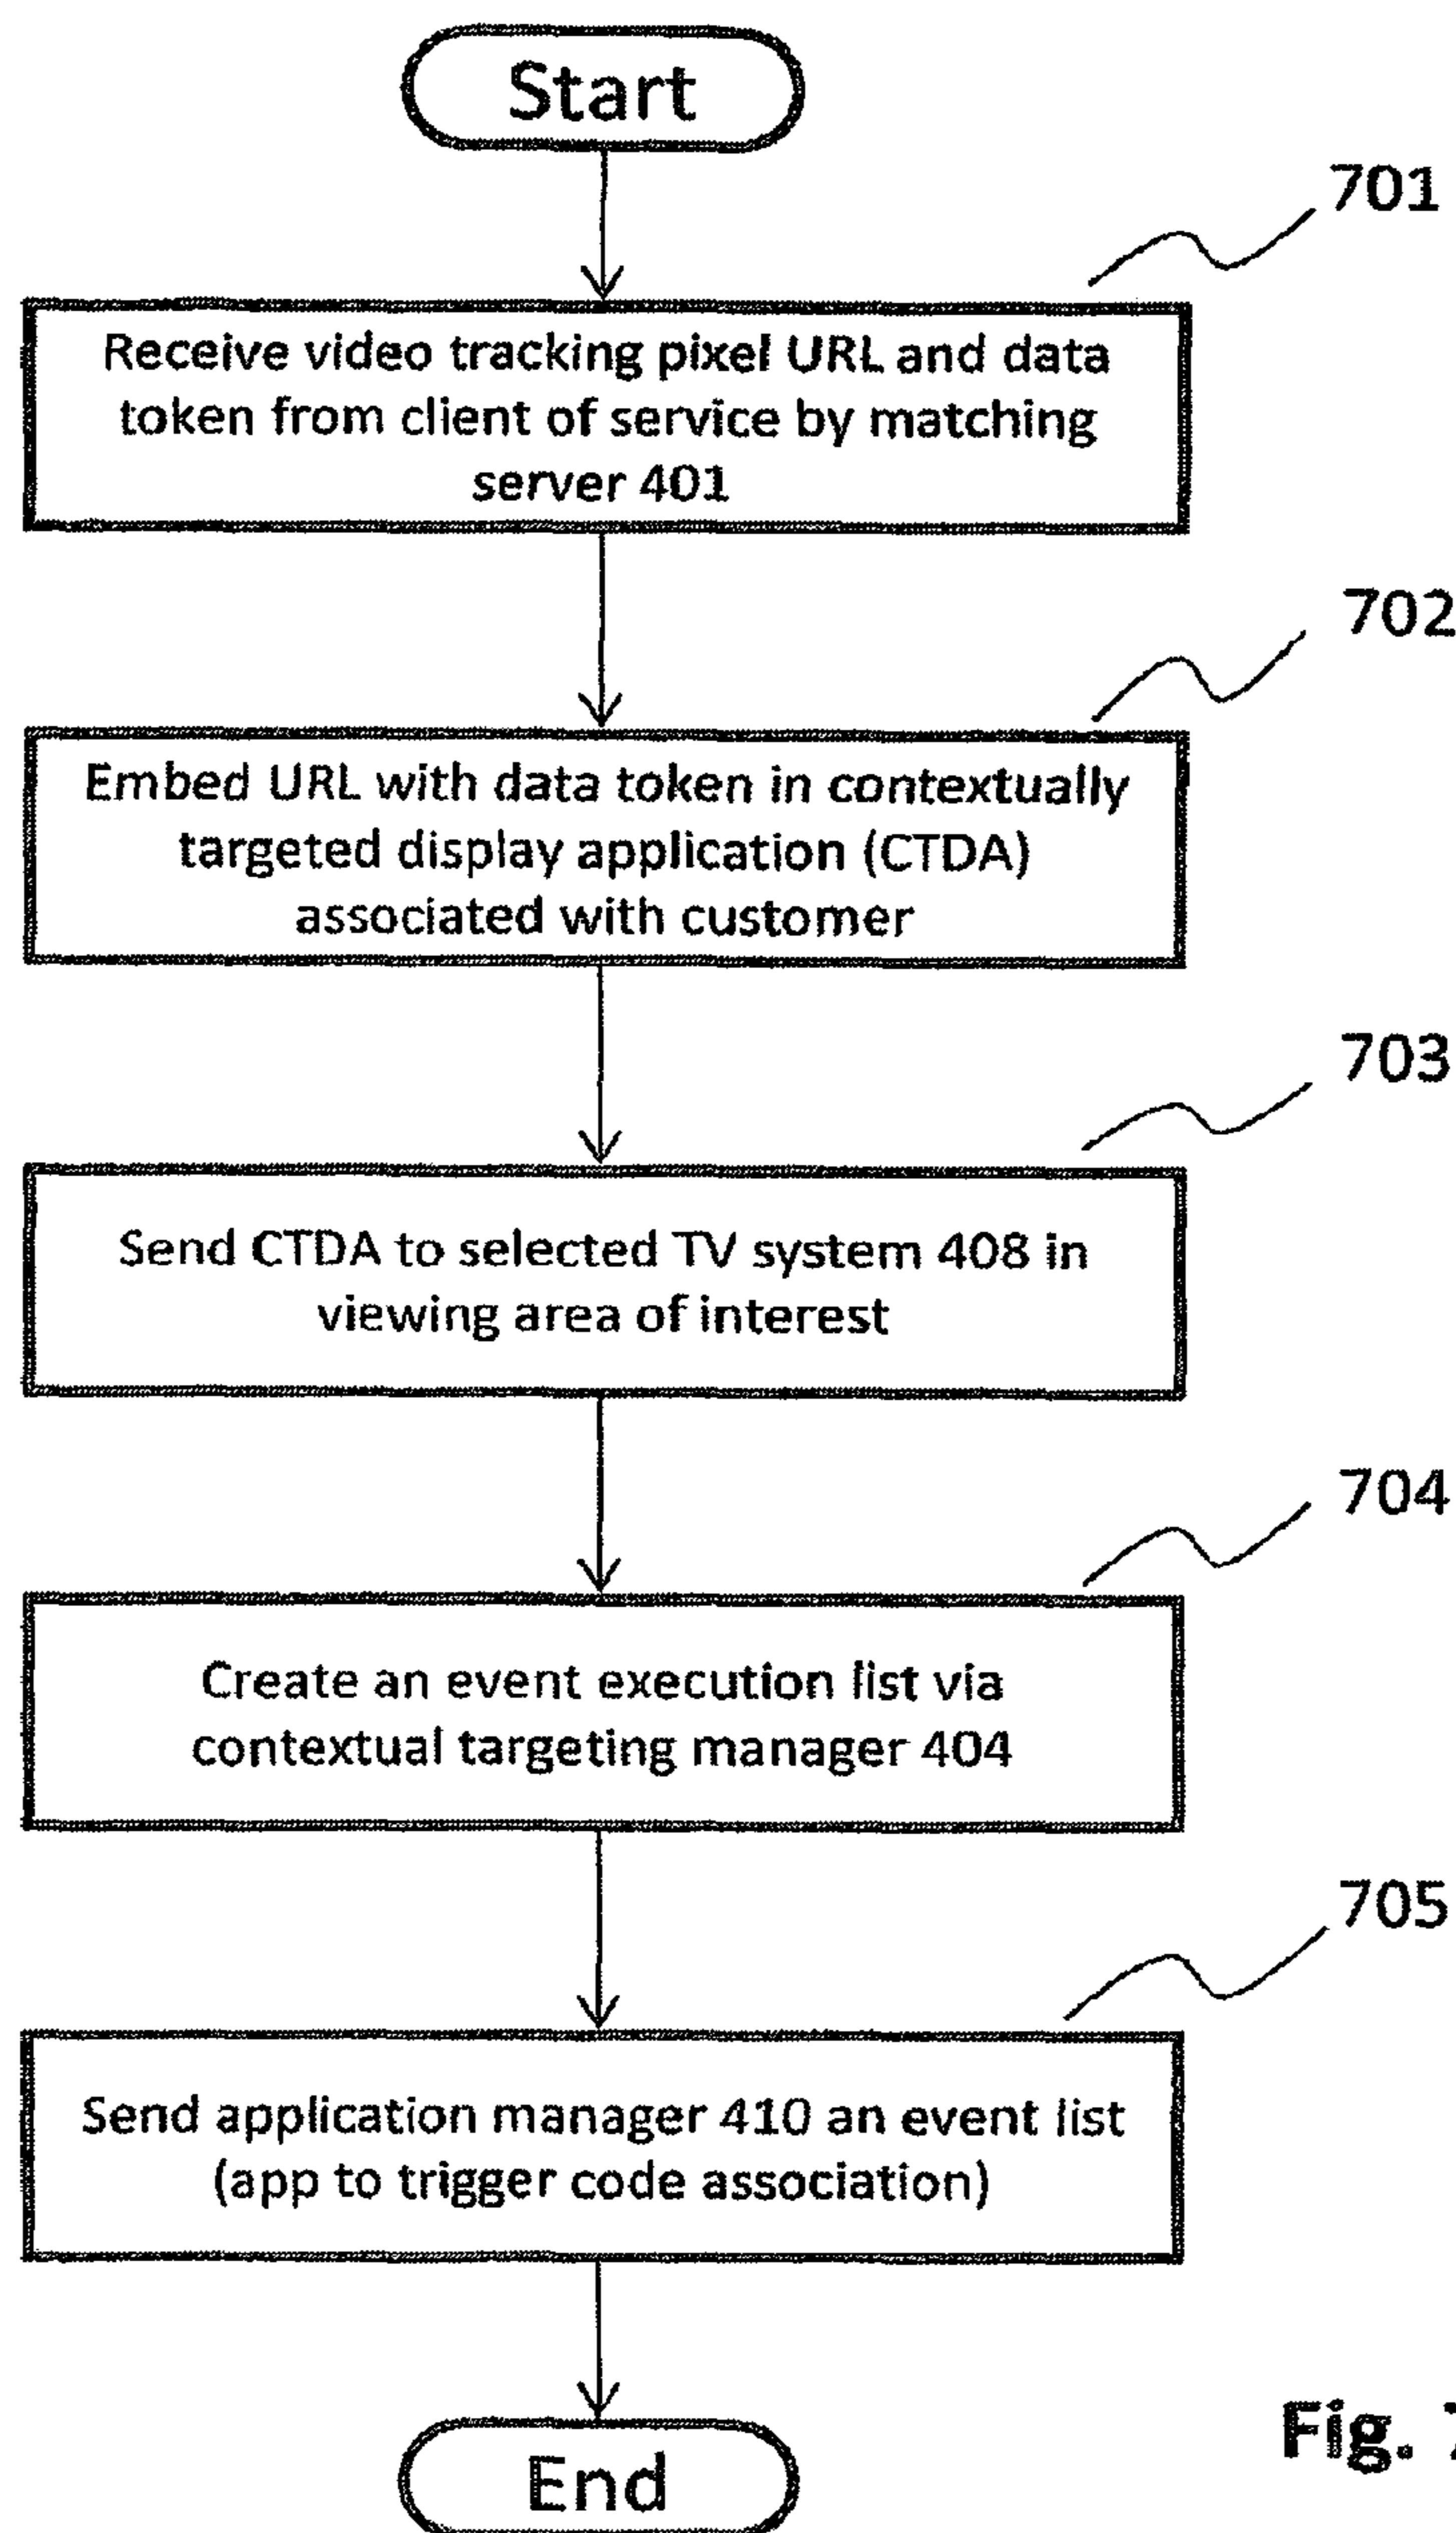 Start
701
Receive video tracking pixel URL and data
token from client of service by matching
server 401
702
Embed URL with data token in contextually
targeted display application (CTDA)
associated with customer
703
Send CTDA to selected TV system 408 in
viewing area of interest
704
Create an event execution list via
contextual targeting manager 404
705
Send application manager 410 an event list
(app to trigger code association)
End
Fig. 7